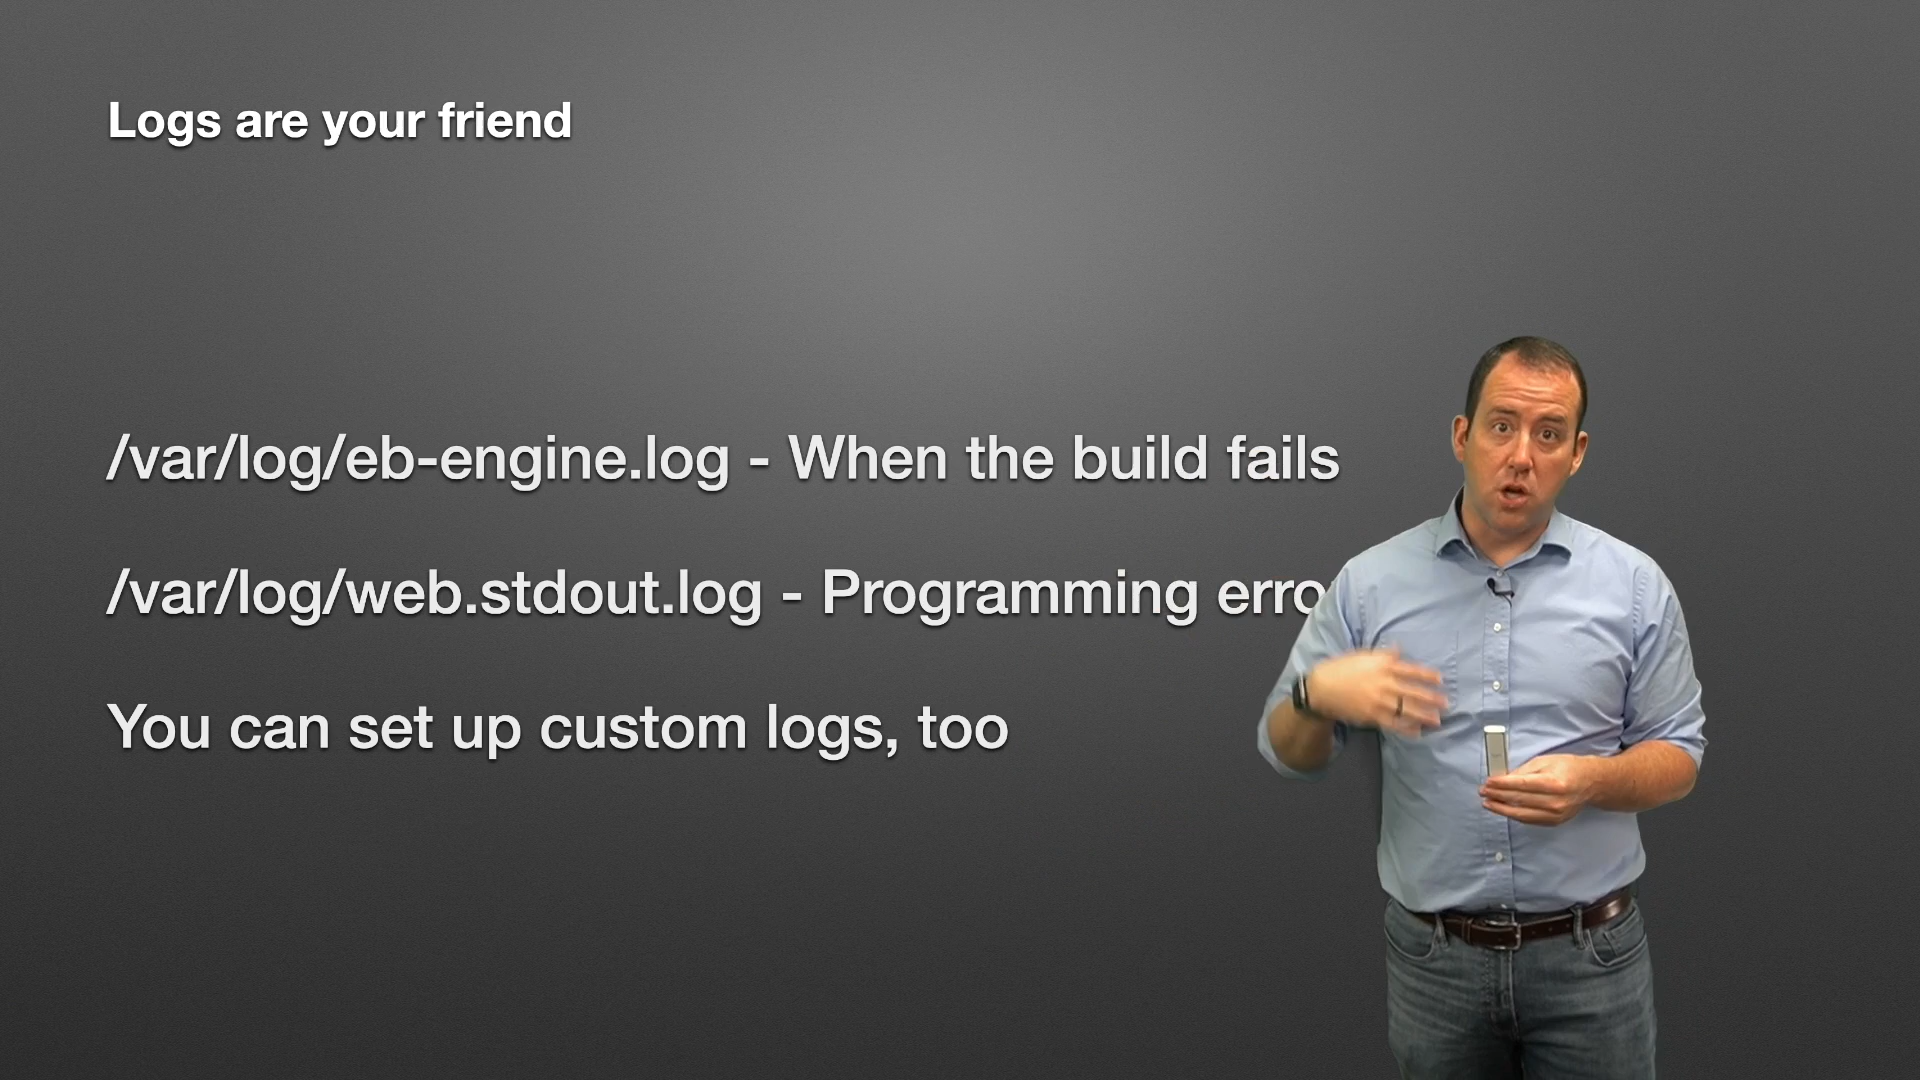 Logs are your friend
/var/log/eb-engine.log - When the build fails
/var/log/web.stdout.log - Programming
You can set up custom logs, too